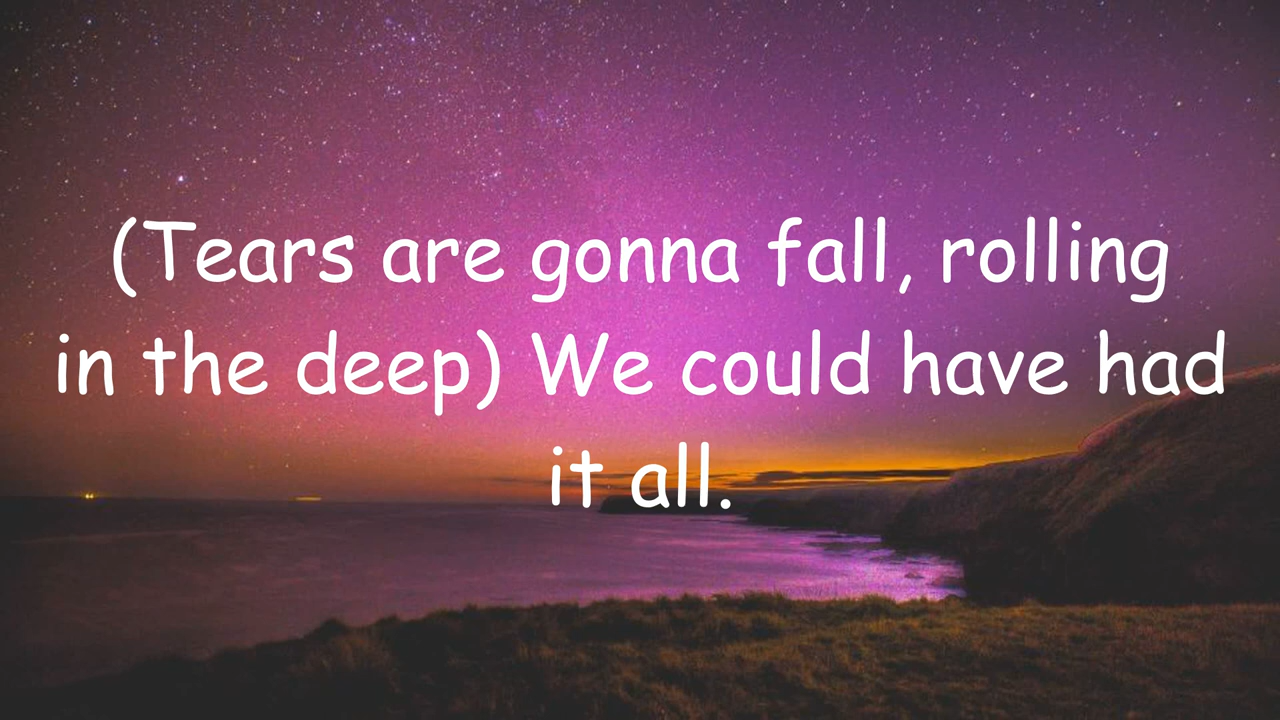 (Tears are gonna fall, rolling
in the deep) We could have had
it all.